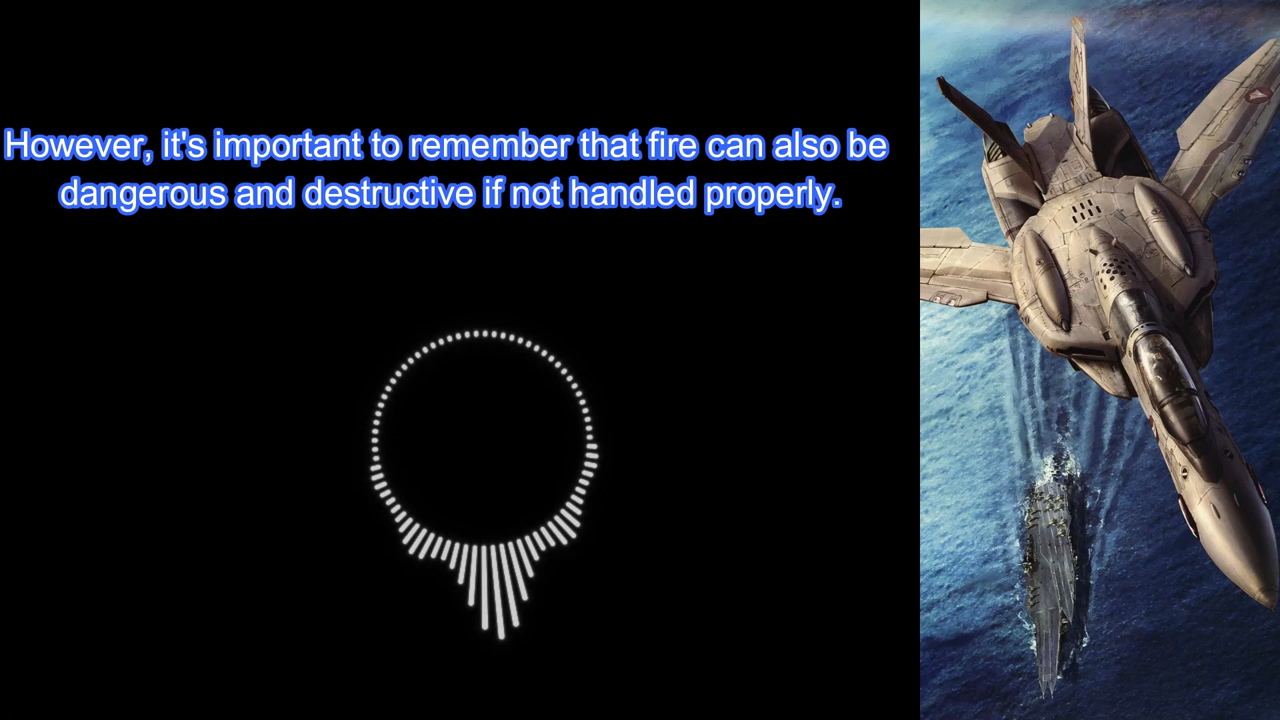 However, it's important to remember that fire can also be
dangerous and destructive if not handled properly.